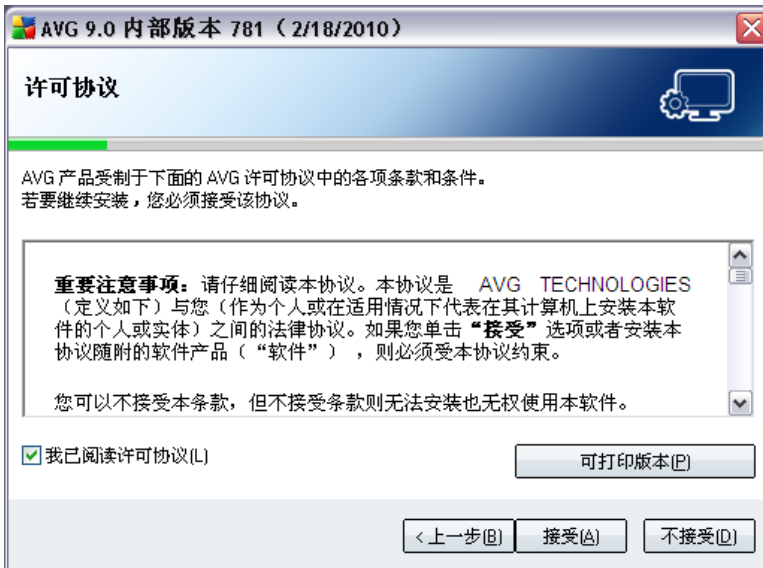 AVG 9.0 内部版本 781（2/18/2010）
许可协议
AVG 产品受制于下面的 AVG 许可协议中的各项条款和条件。
若要继续安装，您必须接受该协议。
重要注意事项：请仔细阅读本协议。本协议是 AVG TECHNOLOGIES
（定义如下）与您（作为个人或在适用情况下代表在其计算机上安装本软
件的个人或实体）之间的法律协议。如果您单击“接受”选项或者安装本
协议随附的软件产品（“软件”），则必须受本协议约束。
您可以不接受本条款，但不接受条款则无法安装也无权使用本软件。
我已阅读许可协议(L)
可打印版本(P)
<上一步(B)
接受(A)
不接受(D)